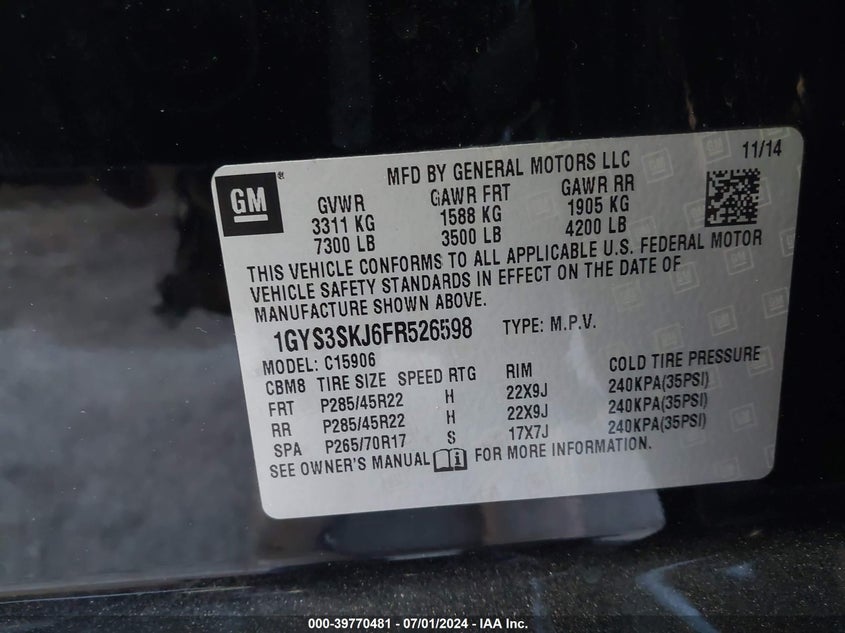 MFD BY GENERAL MOTORS LLC 11/14
GM®
GVWR GAWR FRT GAWR RR
3311 KG 1588 KG 1905 KG
7300 LB 3500 LB 4200 LB
THIS VEHICLE CONFORMS TO ALL APPLICABLE U.S. FEDERAL MOTOR
VEHICLE SAFETY STANDARDS IN EFFECT ON THE DATE OF
MANUFACTURE SHOWN ABOVE.
1GYS3SKJ6FR526598 TYPE: M.P.V.
MODEL: C15906
CBM8 TIRE SIZE SPEED RTG RIM COLD TIRE PRESSURE
FRT P285/45R22 H 22X9J 240KPA(35PSI)
RR P285/45R22 H 22X9J 240KPA(35PSI)
SPA P265/70R17 S 17X7J 240KPA(35PSI)
SEE OWNER'S MANUAL FOR MORE INFORMATION.
000-39770481 - 07/01/2024 - IAA Inc.